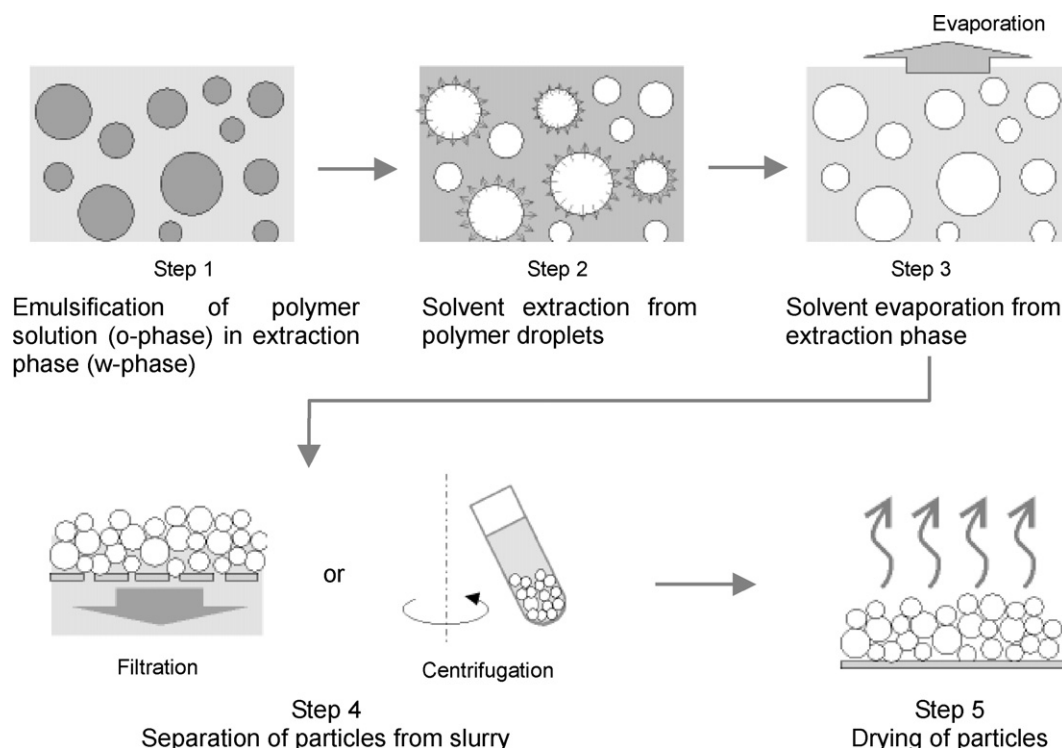 Evaporation
Step 1
Step 2
Step 3
Emulsification of polymer
solution (o-phase) in extraction
phase (w-phase)
Solvent extraction from
polymer droplets
Solvent evaporation from
extraction phase
or
Filtration
Centrifugation
Step 4
Separation of particles from slurry
Step 5
Drying of particles